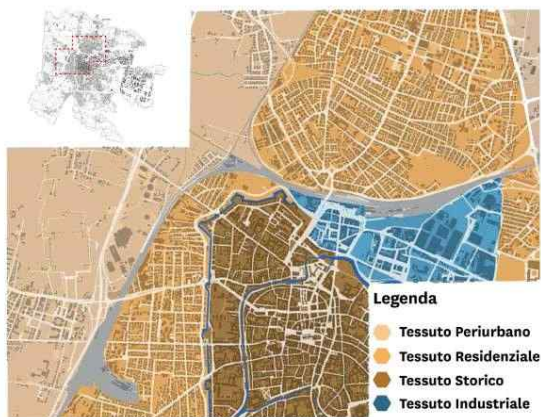 Legenda
Tessuto Periurbano
Tessuto Residenziale
Tessuto Storico
Tessuto Industriale